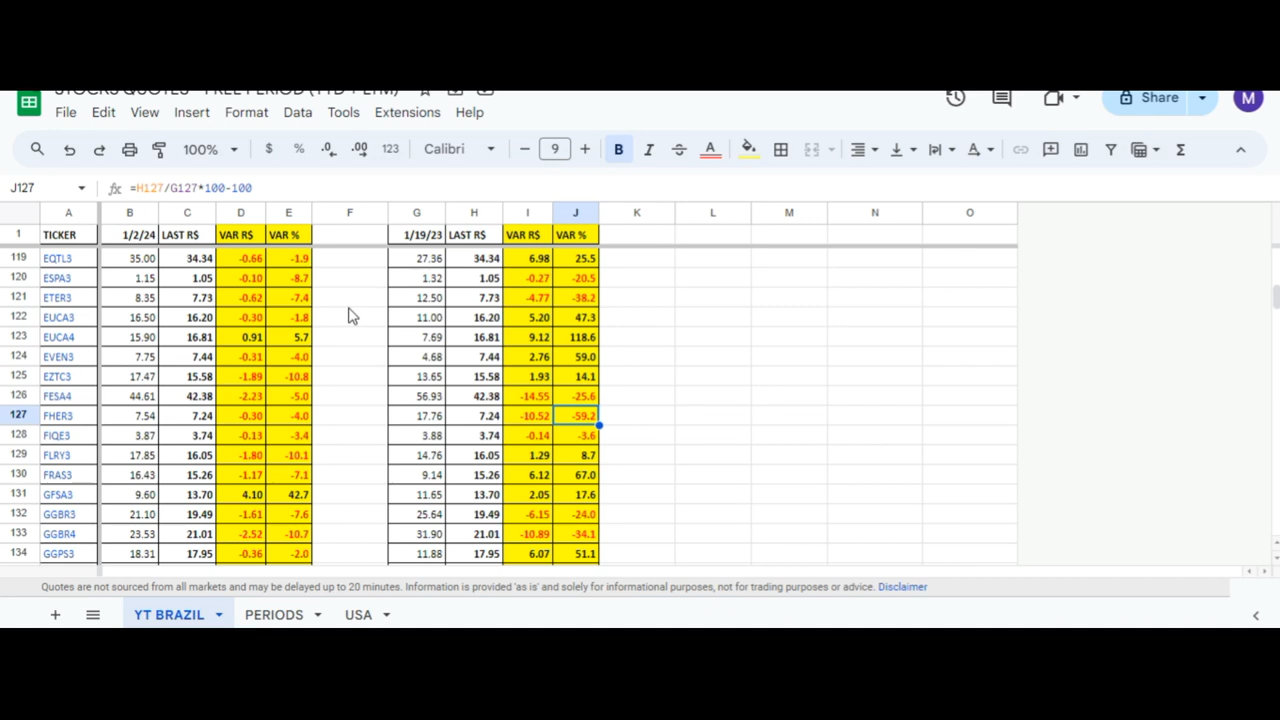 STOCKS QUOTES - FREE PERIOD (YTD + LTM)
File Edit View Insert Format Data Tools Extensions Help
Share M
100% $ % .0 .00 123 Calibri 9 B I A Σ
J127 fx =H127/G127*100-100
A B C D E F G H I J K L M N O
1 TICKER 1/2/24 LAST R$ VAR R$ VAR % 1/19/23 LAST R$ VAR R$ VAR %
119 EQTL3 35.00 34.34 -0.66 -1.9 27.36 34.34 6.98 25.5
120 ESPA3 1.15 1.05 -0.10 -8.7 1.32 1.05 -0.27 -20.5
121 ETER3 8.35 7.73 -0.62 -7.4 12.50 7.73 -4.77 -38.2
122 EUCA3 16.50 16.20 -0.30 -1.8 11.00 16.20 5.20 47.3
123 EUCA4 15.90 16.81 0.91 5.7 7.69 16.81 9.12 118.6
124 EVEN3 7.75 7.44 -0.31 -4.0 4.68 7.44 2.76 59.0
125 EZTC3 17.47 15.58 -1.89 -10.8 13.65 15.58 1.93 14.1
126 FESA4 44.61 42.38 -2.23 -5.0 56.93 42.38 -14.55 -25.6
127 FHER3 7.54 7.24 -0.30 -4.0 17.76 7.24 -10.52 -59.2
128 FIQE3 3.87 3.74 -0.13 -3.4 3.88 3.74 -0.14 -3.6
129 FLRY3 17.85 16.05 -1.80 -10.1 14.76 16.05 1.29 8.7
130 FRAS3 16.43 15.26 -1.17 -7.1 9.14 15.26 6.12 67.0
131 GFSA3 9.60 13.70 4.10 42.7 11.65 13.70 2.05 17.6
132 GGBR3 21.10 19.49 -1.61 -7.6 25.64 19.49 -6.15 -24.0
133 GGBR4 23.53 21.01 -2.52 -10.7 31.90 21.01 -10.89 -34.1
134 GGPS3 18.31 17.95 -0.36 -2.0 11.88 17.95 6.07 51.1
Quotes are not sourced from all markets and may be delayed up to 20 minutes. Information is provided 'as is' and solely for informational purposes, not for trading purposes or advice. Disclaimer
YT BRAZIL PERIODS USA